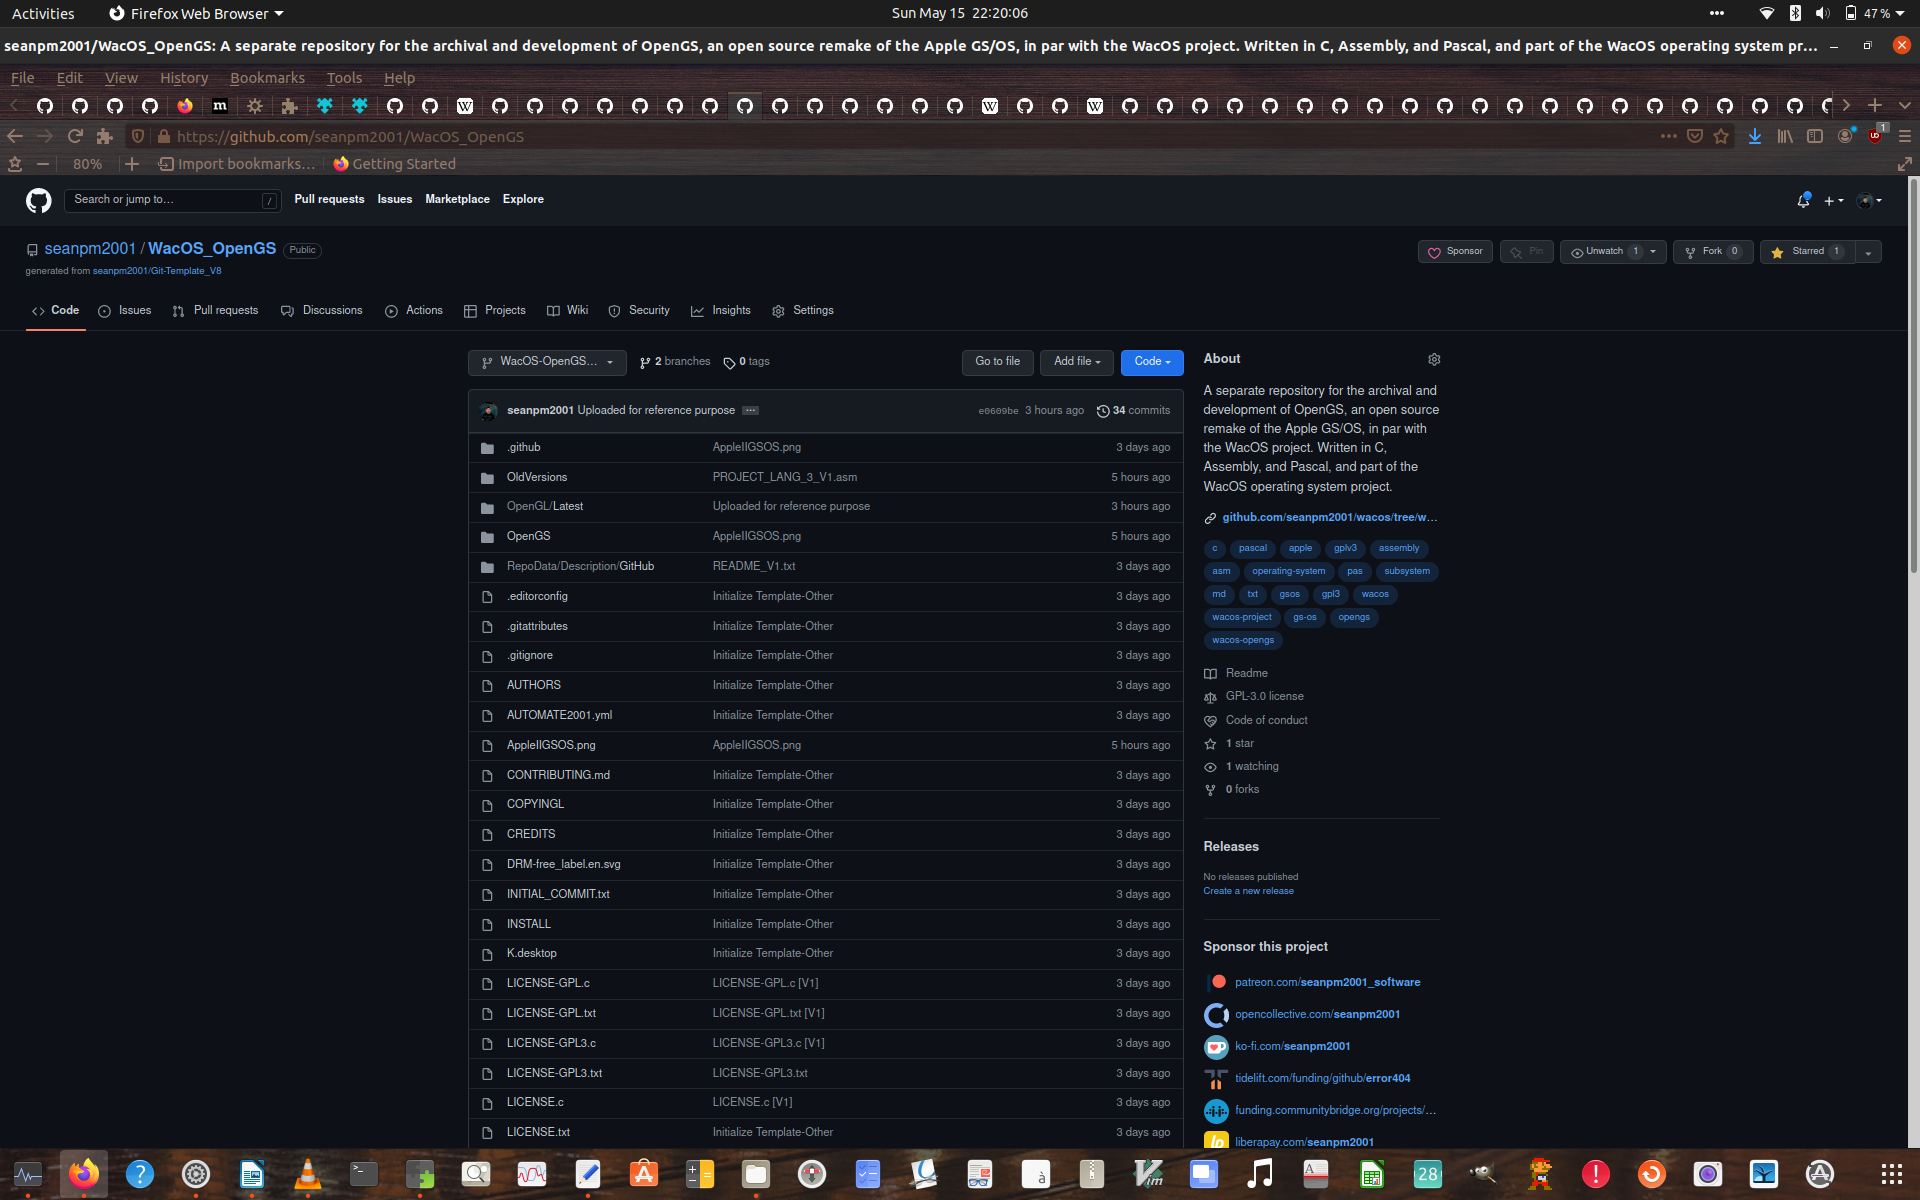 Activities Firefox Web Browser Sun May 15 22:20:06 47 %
seanpm2001/WacOS_OpenGS: A separate repository for the archival and development of OpenGS, an open source remake of the Apple GS/OS, in par with the WacOS project. Written in C, Assembly, and Pascal, and part of the WacOS operating system pr...
File Edit View History Bookmarks Tools Help
https://github.com/seanpm2001/WacOS_OpenGS 1
80% Import bookmarks... Getting Started
Search or jump to... / Pull requests Issues Marketplace Explore
seanpm2001 / WacOS_OpenGS Public
Sponsor Pin Unwatch 1 Fork 0 Starred 1
generated from seanpm2001/Git-Template_V8
Code Issues Pull requests Discussions Actions Projects Wiki Security Insights Settings
WacOS-OpenGS... 2 branches 0 tags Go to file Add file Code
seanpm2001 Uploaded for reference purpose ... e0609be 3 hours ago 34 commits
.github AppleIIGSOS.png 3 days ago
OldVersions PROJECT_LANG_3_V1.asm 5 hours ago
OpenGL/Latest Uploaded for reference purpose 3 hours ago
OpenGS AppleIIGSOS.png 5 hours ago
RepoData/Description/GitHub README_V1.txt 3 days ago
.editorconfig Initialize Template-Other 3 days ago
.gitattributes Initialize Template-Other 3 days ago
.gitignore Initialize Template-Other 3 days ago
AUTHORS Initialize Template-Other 3 days ago
AUTOMATE2001.yml Initialize Template-Other 3 days ago
AppleIIGSOS.png AppleIIGSOS.png 5 hours ago
CONTRIBUTING.md Initialize Template-Other 3 days ago
COPYINGL Initialize Template-Other 3 days ago
CREDITS Initialize Template-Other 3 days ago
DRM-free_label.en.svg Initialize Template-Other 3 days ago
INITIAL_COMMIT.txt Initialize Template-Other 3 days ago
INSTALL Initialize Template-Other 3 days ago
K.desktop Initialize Template-Other 3 days ago
LICENSE-GPL.c LICENSE-GPL.c [V1] 3 days ago
LICENSE-GPL.txt LICENSE-GPL.txt [V1] 3 days ago
LICENSE-GPL3.c LICENSE-GPL3.c [V1] 3 days ago
LICENSE-GPL3.txt LICENSE-GPL3.txt 3 days ago
LICENSE.c LICENSE.c [V1] 3 days ago
LICENSE.txt Initialize Template-Other 3 days ago
About
A separate repository for the archival and
development of OpenGS, an open source
remake of the Apple GS/OS, in par with
the WacOS project. Written in C,
Assembly, and Pascal, and part of the
WacOS operating system project.
github.com/seanpm2001/wacos/tree/w...
c pascal apple gplv3 assembly
asm operating-system pas subsystem
md txt gsos gpl3 wacos
wacos-project gs-os opengs
wacos-opengs
Readme
GPL-3.0 license
Code of conduct
1 star
1 watching
0 forks
Releases
No releases published
Create a new release
Sponsor this project
patreon.com/seanpm2001_software
opencollective.com/seanpm2001
ko-fi.com/seanpm2001
tidelift.com/funding/github/error404
funding.communitybridge.org/projects/...
liberapay.com/seanpm2001
28